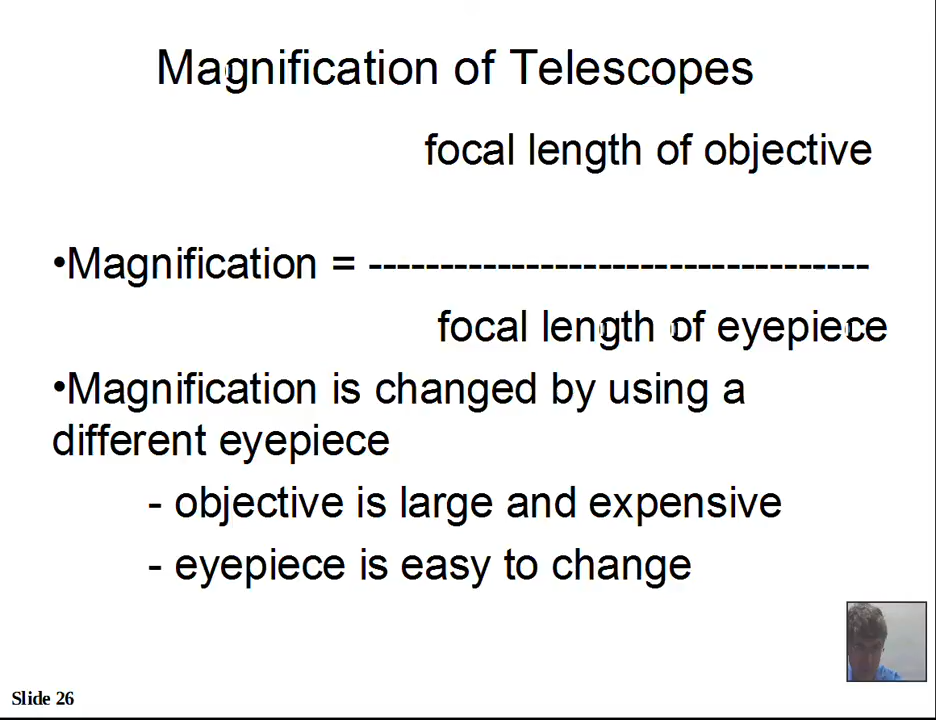 Magnification of Telescopes
focal length of objective
•Magnification = -----------------------------------
focal length of eyepiece
•Magnification is changed by using a
different eyepiece
- objective is large and expensive
- eyepiece is easy to change
Slide 26